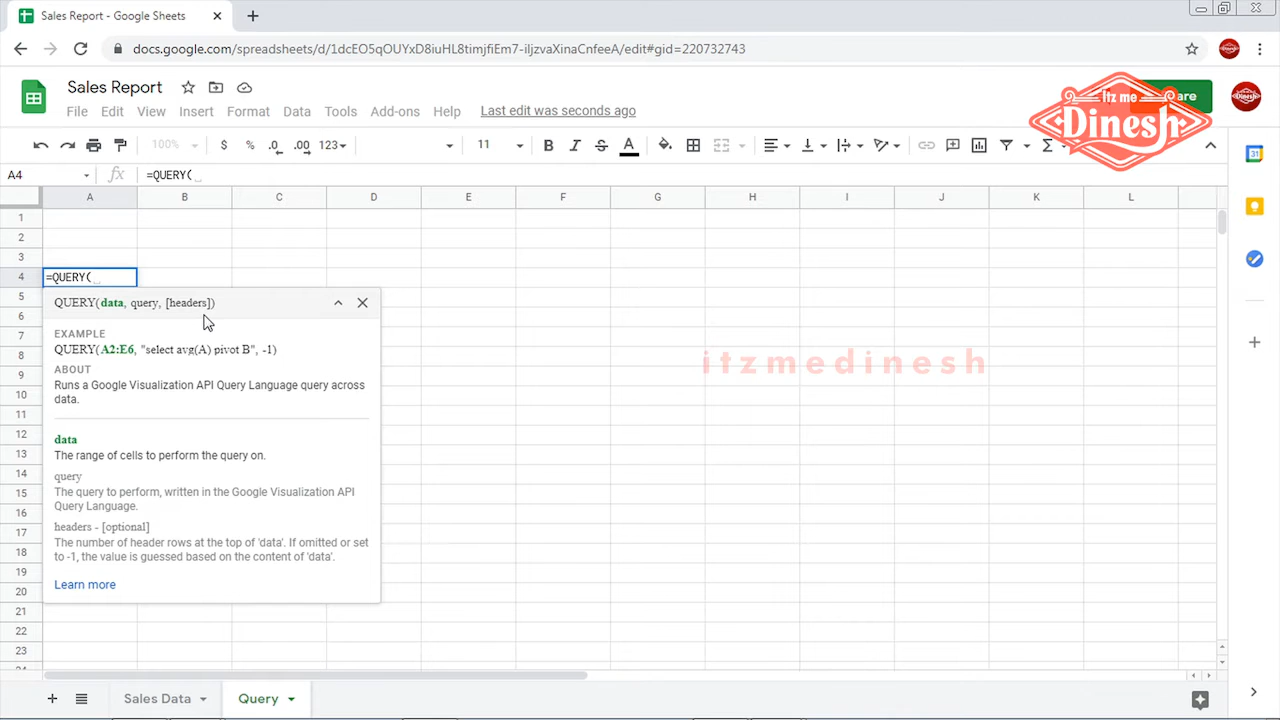 Sales Report - Google Sheets
docs.google.com/spreadsheets/d/1dcEO5qOUYxD8iuHL8timjfiEm7-iljzvaXinaCnfeeA/edit#gid=220732743
Sales Report
File Edit View Insert Format Data Tools Add-ons Help Last edit was seconds ago
Itz me
Dinesh
Dinesh
100% $ % .0 .00 123 11 B I S A Σ
A4 fx =QUERY(
A B C D E F G H I J K L
1
2
3
4 =QUERY(
5 QUERY(data, query, [headers])
6
7 EXAMPLE
8 QUERY(A2:E6, "select avg(A) pivot B", -1)
itzmedinesh
9 ABOUT
10 Runs a Google Visualization API Query Language query across
11 data.
12 data
13 The range of cells to perform the query on.
14 query
15 The query to perform, written in the Google Visualization API
16 Query Language.
17 headers - [optional]
18 The number of header rows at the top of 'data'. If omitted or set
19 to -1, the value is guessed based on the content of 'data'.
20 Learn more
21
22
23
Sales Data Query
31